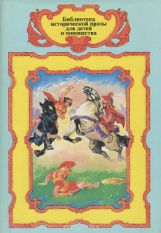 Библиотека
исторической прозы
для детей
и юношества